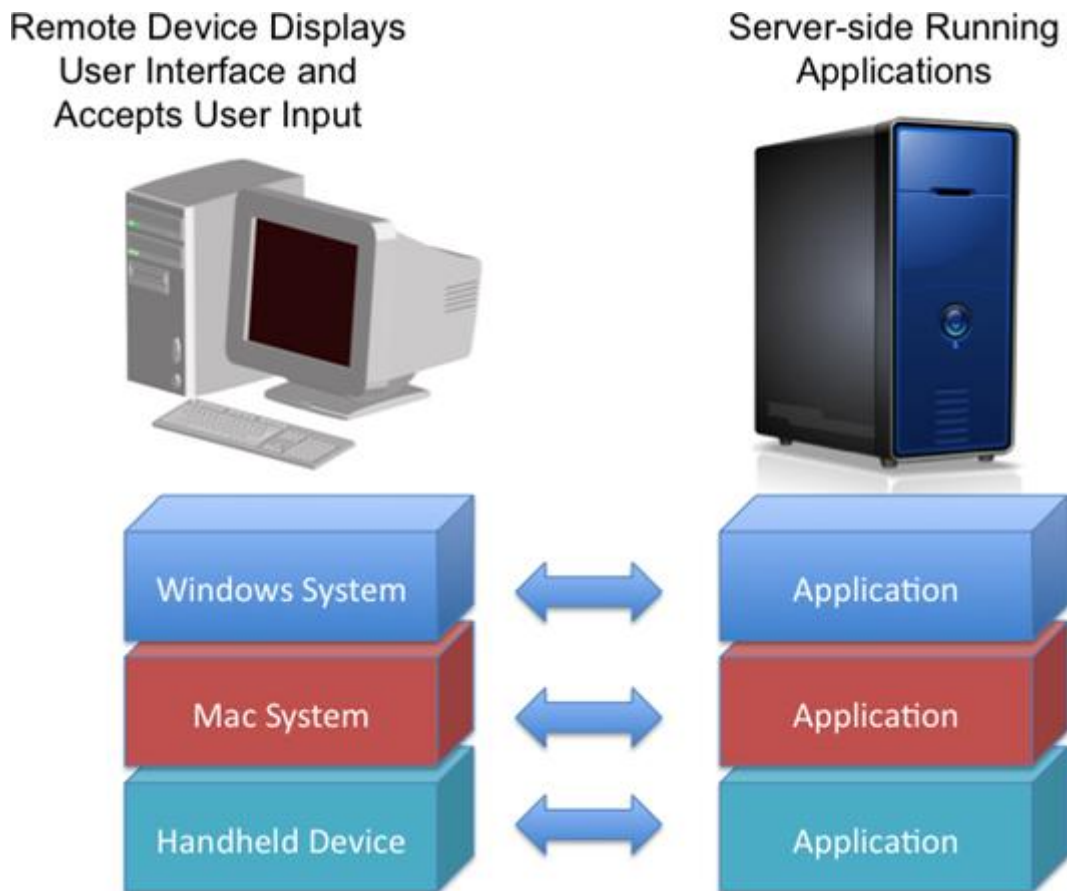 Remote Device Displays
User Interface and
Accepts User Input
Server-side Running
Applications
Windows System
Application
Mac System
Application
Handheld Device
Application